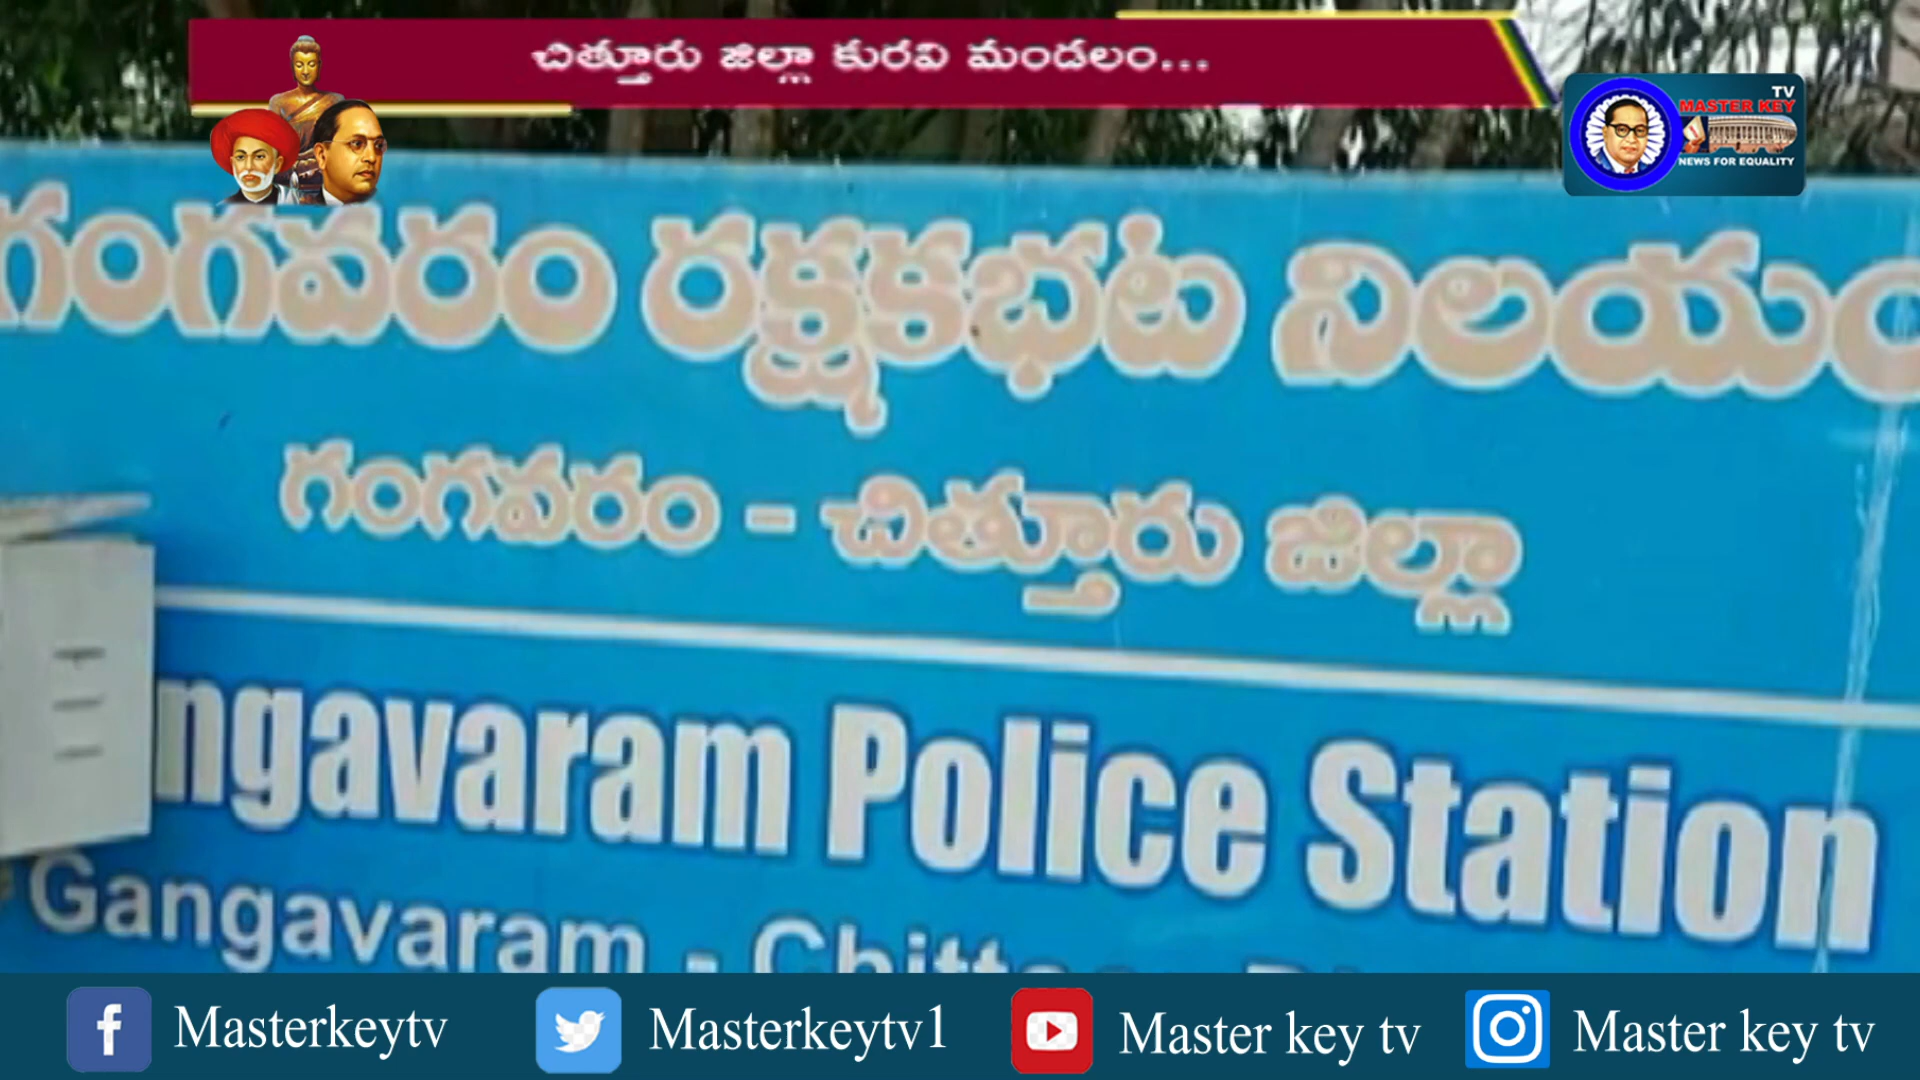 చిత్తూరు జిల్లా కురవి మండలం...
TV
MASTER KEY
NEWS FOR EQUALITY
గంగవరం రక్షకభట నిలయం
గంగవరం - చిత్తూరు జిల్లా
ngavaram Police Station
Gangavaram -
Masterkeytv
Masterkeytv1
Master key tv
Master key tv